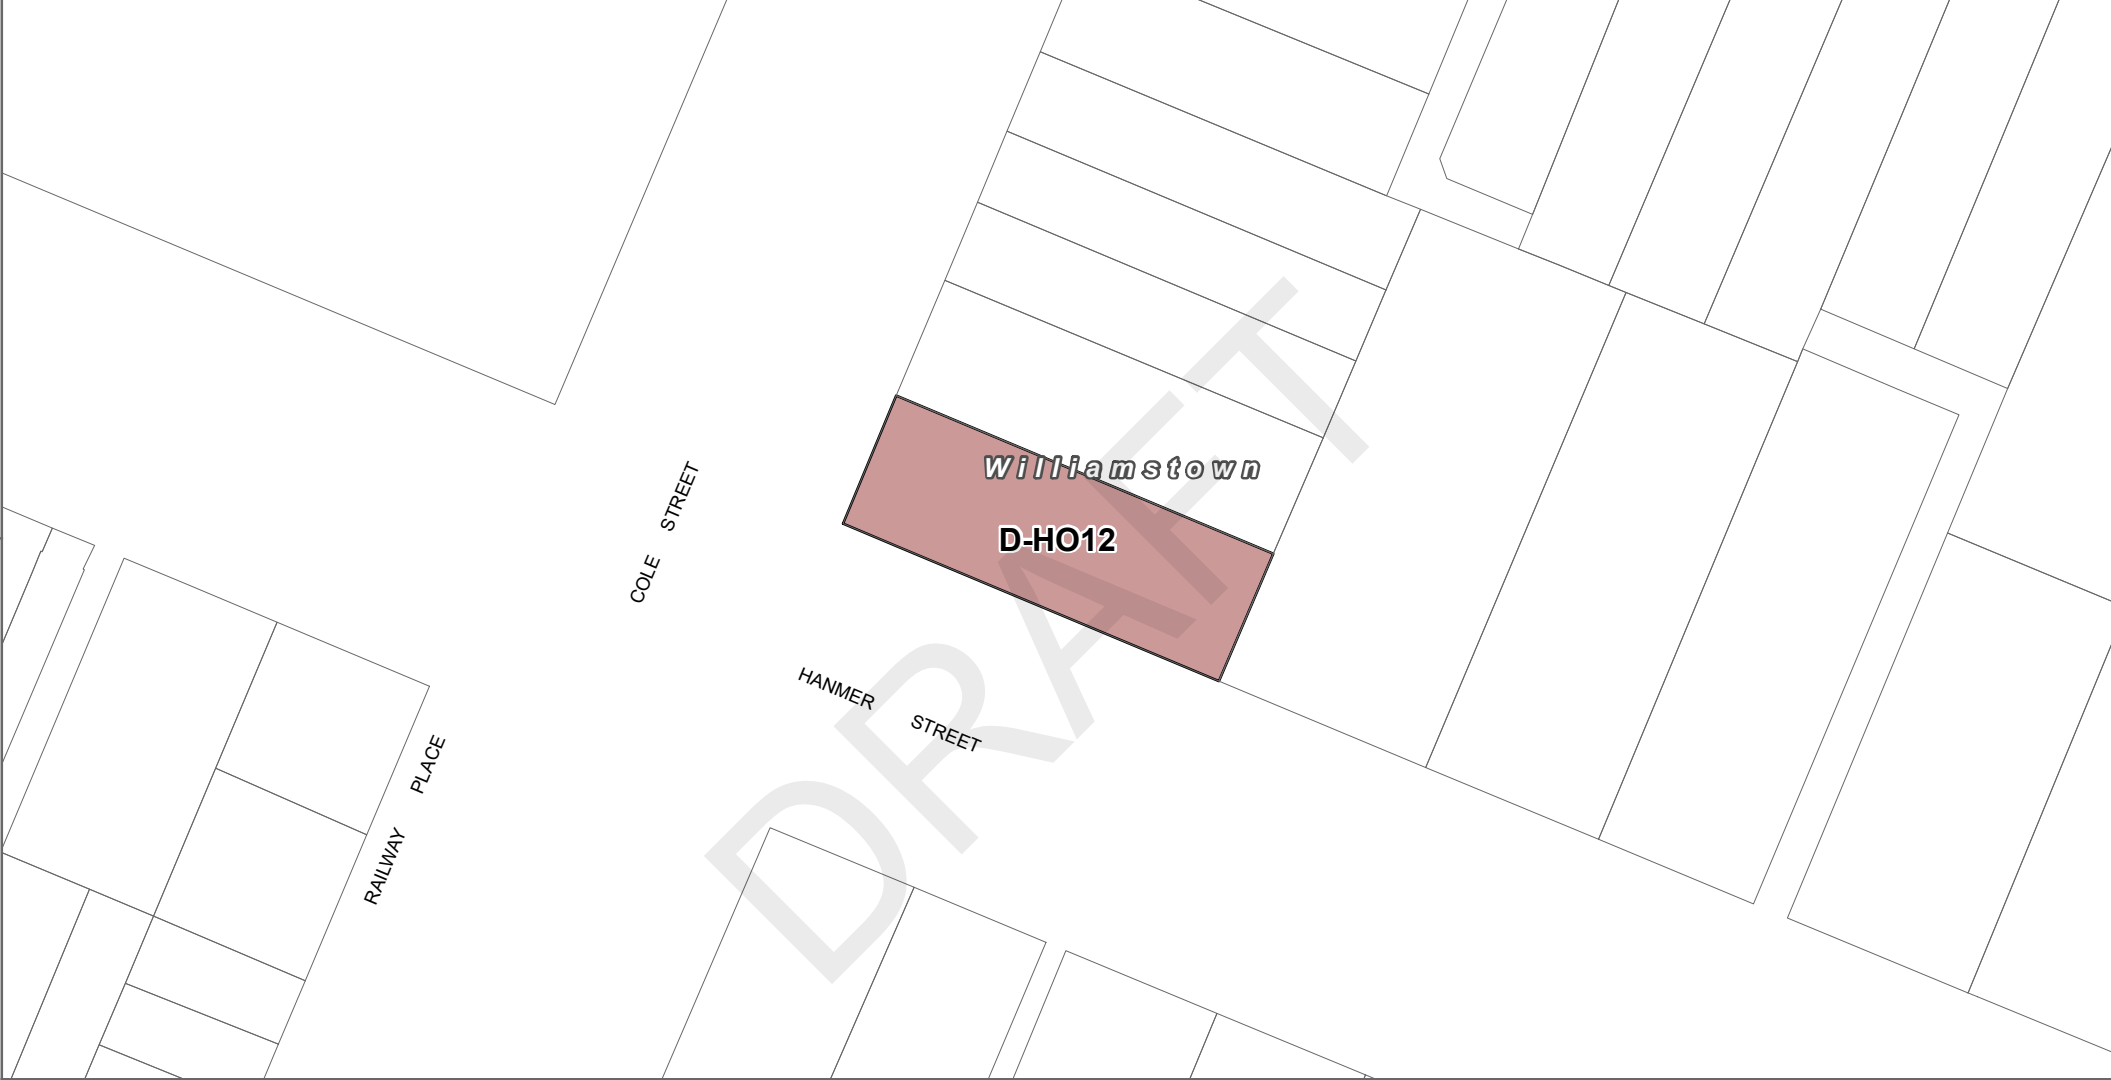 Williamstown
D-HO12
COLE STREET
HANMER STREET
RAILWAY PLACE
DRAFT